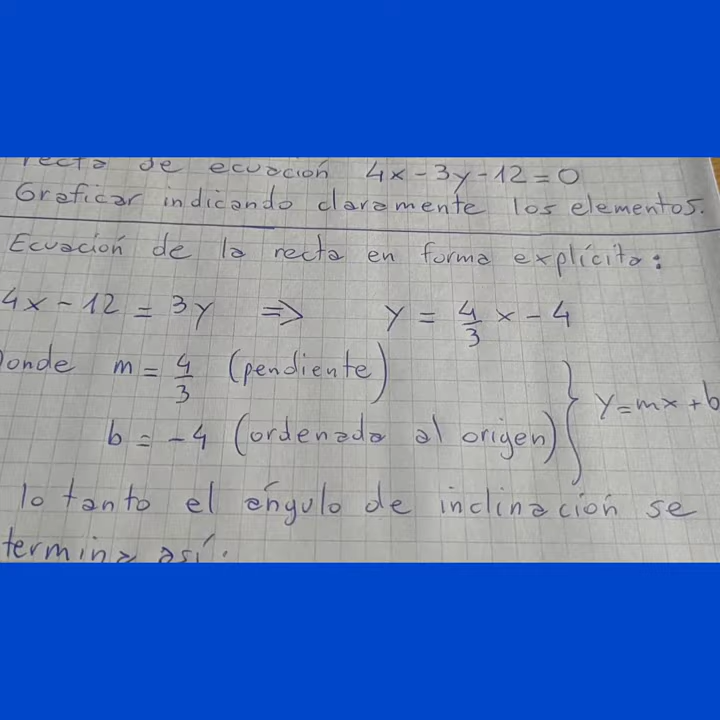 recta de ecuación 4x-3y-12=0
Graficar indicando claramente los elementos.
Ecuación de la recta en forma explícita:
4x-12 = 3y ⇒ y = 4/3 x - 4
Donde m = 4/3 (pendiente)
b = -4 (ordenada al origen) } y=mx+b
lo tanto el ángulo de inclinación se
termina así: